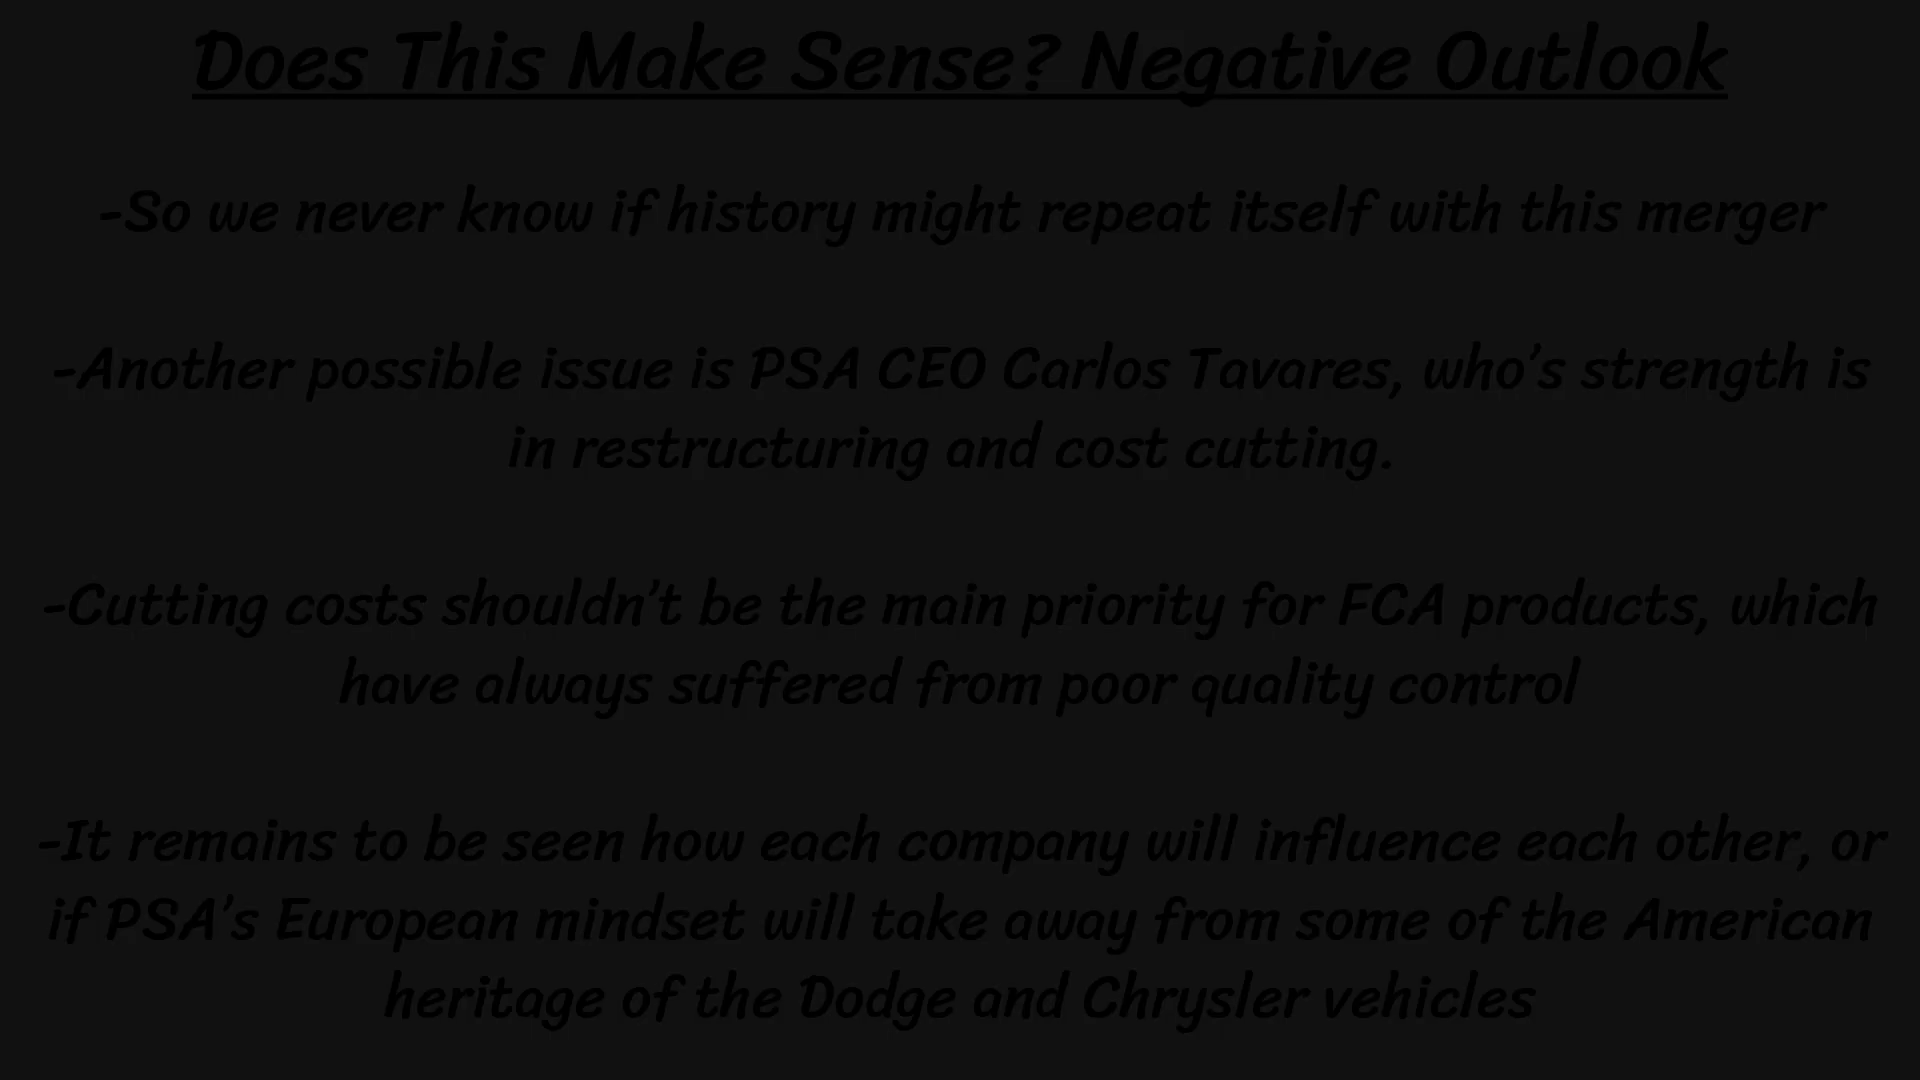 Does This Make Sense? Negative Outlook
-So we never know if history might repeat itself with this merger
-Another possible issue is PSA CEO Carlos Tavares, who’s strength is
in restructuring and cost cutting.
-Cutting costs shouldn’t be the main priority for FCA products, which
have always suffered from poor quality control
-It remains to be seen how each company will influence each other, or
if PSA’s European mindset will take away from some of the American
heritage of the Dodge and Chrysler vehicles